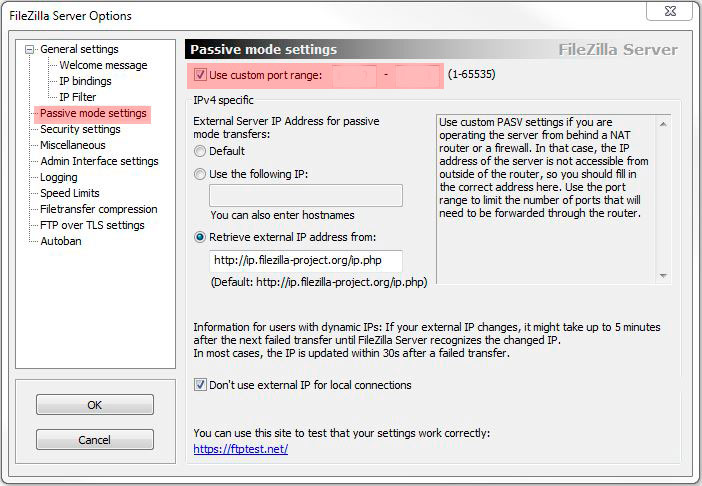 FileZilla Server Options
General settings
Welcome message
IP bindings
IP Filter
Passive mode settings
Security settings
Miscellaneous
Admin Interface settings
Logging
Speed Limits
Filetransfer compression
FTP over TLS settings
Autoban
OK
Cancel
Passive mode settings
FileZilla Server
Use custom port range: - (1-65535)
IPv4 specific
External Server IP Address for passive
mode transfers:
Default
Use the following IP:
You can also enter hostnames
Retrieve external IP address from:
http://ip.filezilla-project.org/ip.php
(Default: http://ip.filezilla-project.org/ip.php)
Use custom PASV settings if you are
operating the server from behind a NAT
router or a firewall. In that case, the IP
address of the server is not accessible from
outside of the router, so you should fill in
the correct address here. Use the port
range to limit the number of ports that
will need to be forwarded through the router.
Information for users with dynamic IPs: If your external IP changes, it might take up to 5 minutes
after the next failed transfer until FileZilla Server recognizes the changed IP.
In most cases, the IP is updated within 30s after a failed transfer.
Don't use external IP for local connections
You can use this site to test that your settings work correctly:
https://ftptest.net/